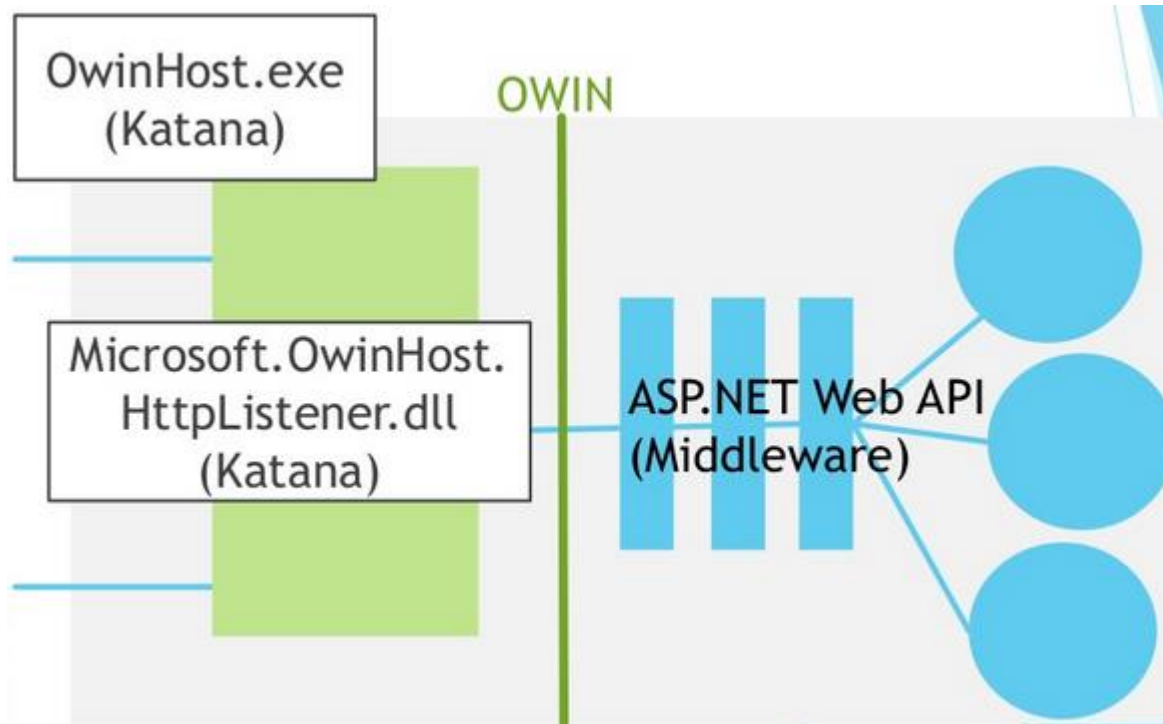 OwinHost.exe
(Katana)
OWIN
Microsoft.OwinHost.
HttpListener.dll
(Katana)
ASP.NET Web API
(Middleware)